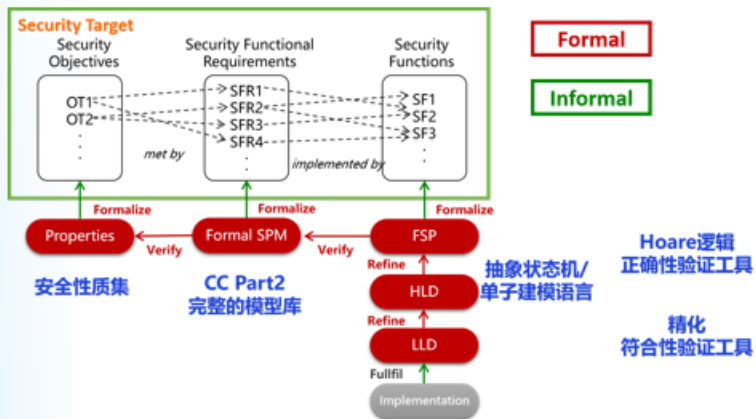 Security Target
Security
Objectives
Security Functional
Requirements
Security
Functions
OT1
OT2
SFR1
SFR2
SFR3
SFR4
SF1
SF2
SF3
met by
implemented by
Formal
Informal
Formalize
Formalize
Formalize
Properties
Verify
Formal SPM
Verify
FSP
安全性质集
CC Part2
完整的模型库
Refine
HLD
抽象状态机/
单子建模语言
Hoare逻辑
正确性验证工具
Refine
LLD
精化
符合性验证工具
Fullfil
Implementation